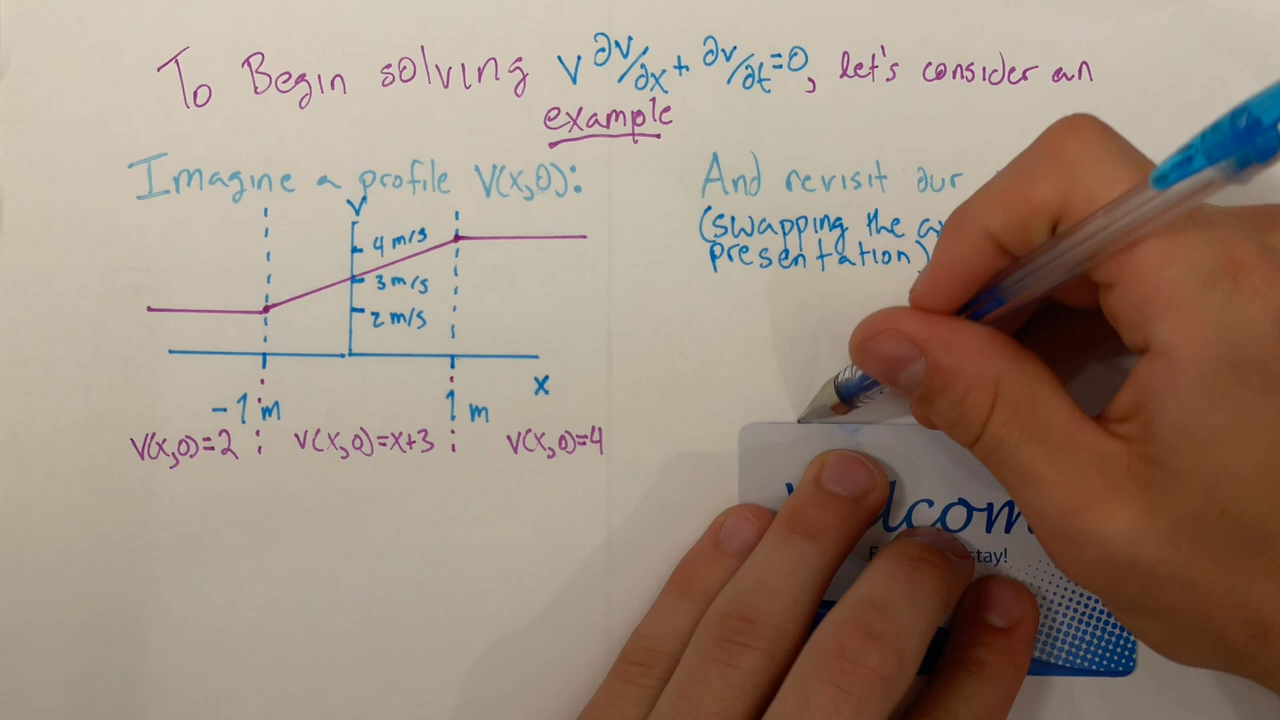 To Begin solving v ∂v/∂x + ∂v/∂t = 0, let's consider an
example
Imagine a profile V(x,0):
v
4 m/s
3 m/s
2 m/s
x
-1 m
1 m
V(x,0)=2
V(x,0)=x+3
V(x,0)=4
And revisit our
(swapping the
presentation)
stay!